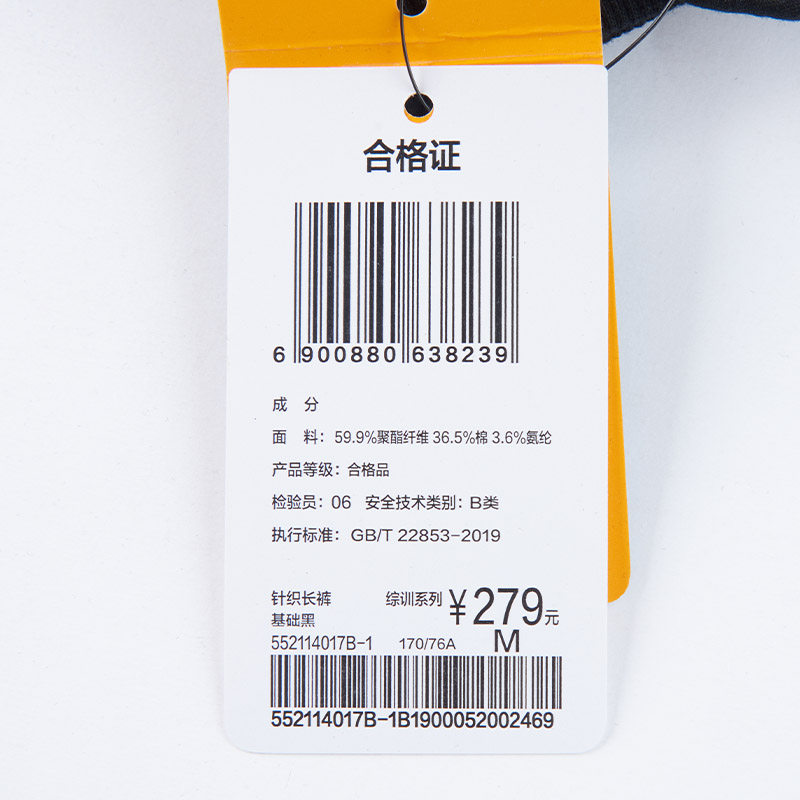 合格证
6 900880 638239
成 分
面 料: 59.9%聚酯纤维 36.5%棉 3.6%氨纶
产品等级: 合格品
检验员: 06 安全技术类别: B类
执行标准: GB/T 22853-2019
针织长裤 综训系列 ¥279元
基础黑
552114017B-1 170/76A M
552114017B-1B1900052002469